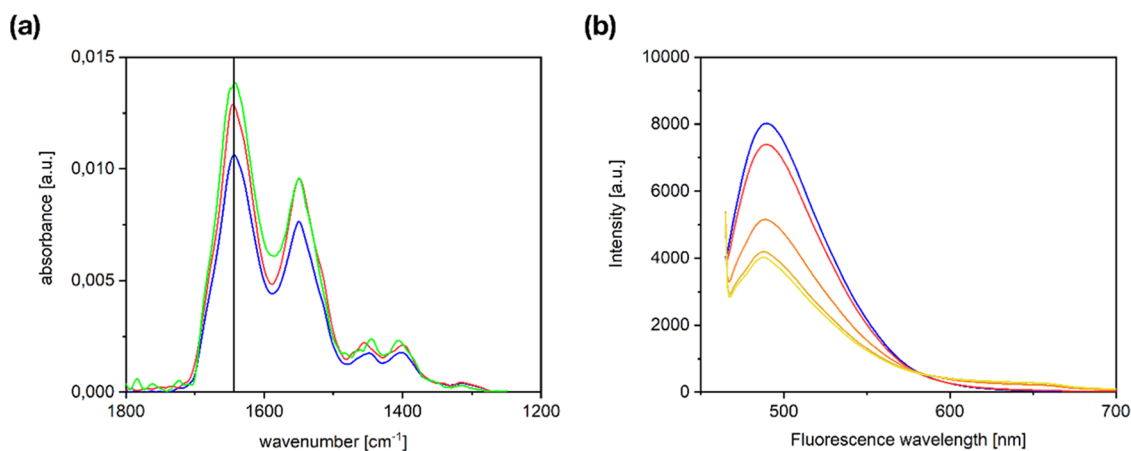 (a)
0,015
0,010
0,005
0,000
absorbance [a.u.]
1800
1600
1400
1200
wavenumber [cm⁻¹]
(b)
10000
8000
6000
4000
2000
0
Intensity [a.u.]
500
600
700
Fluorescence wavelength [nm]